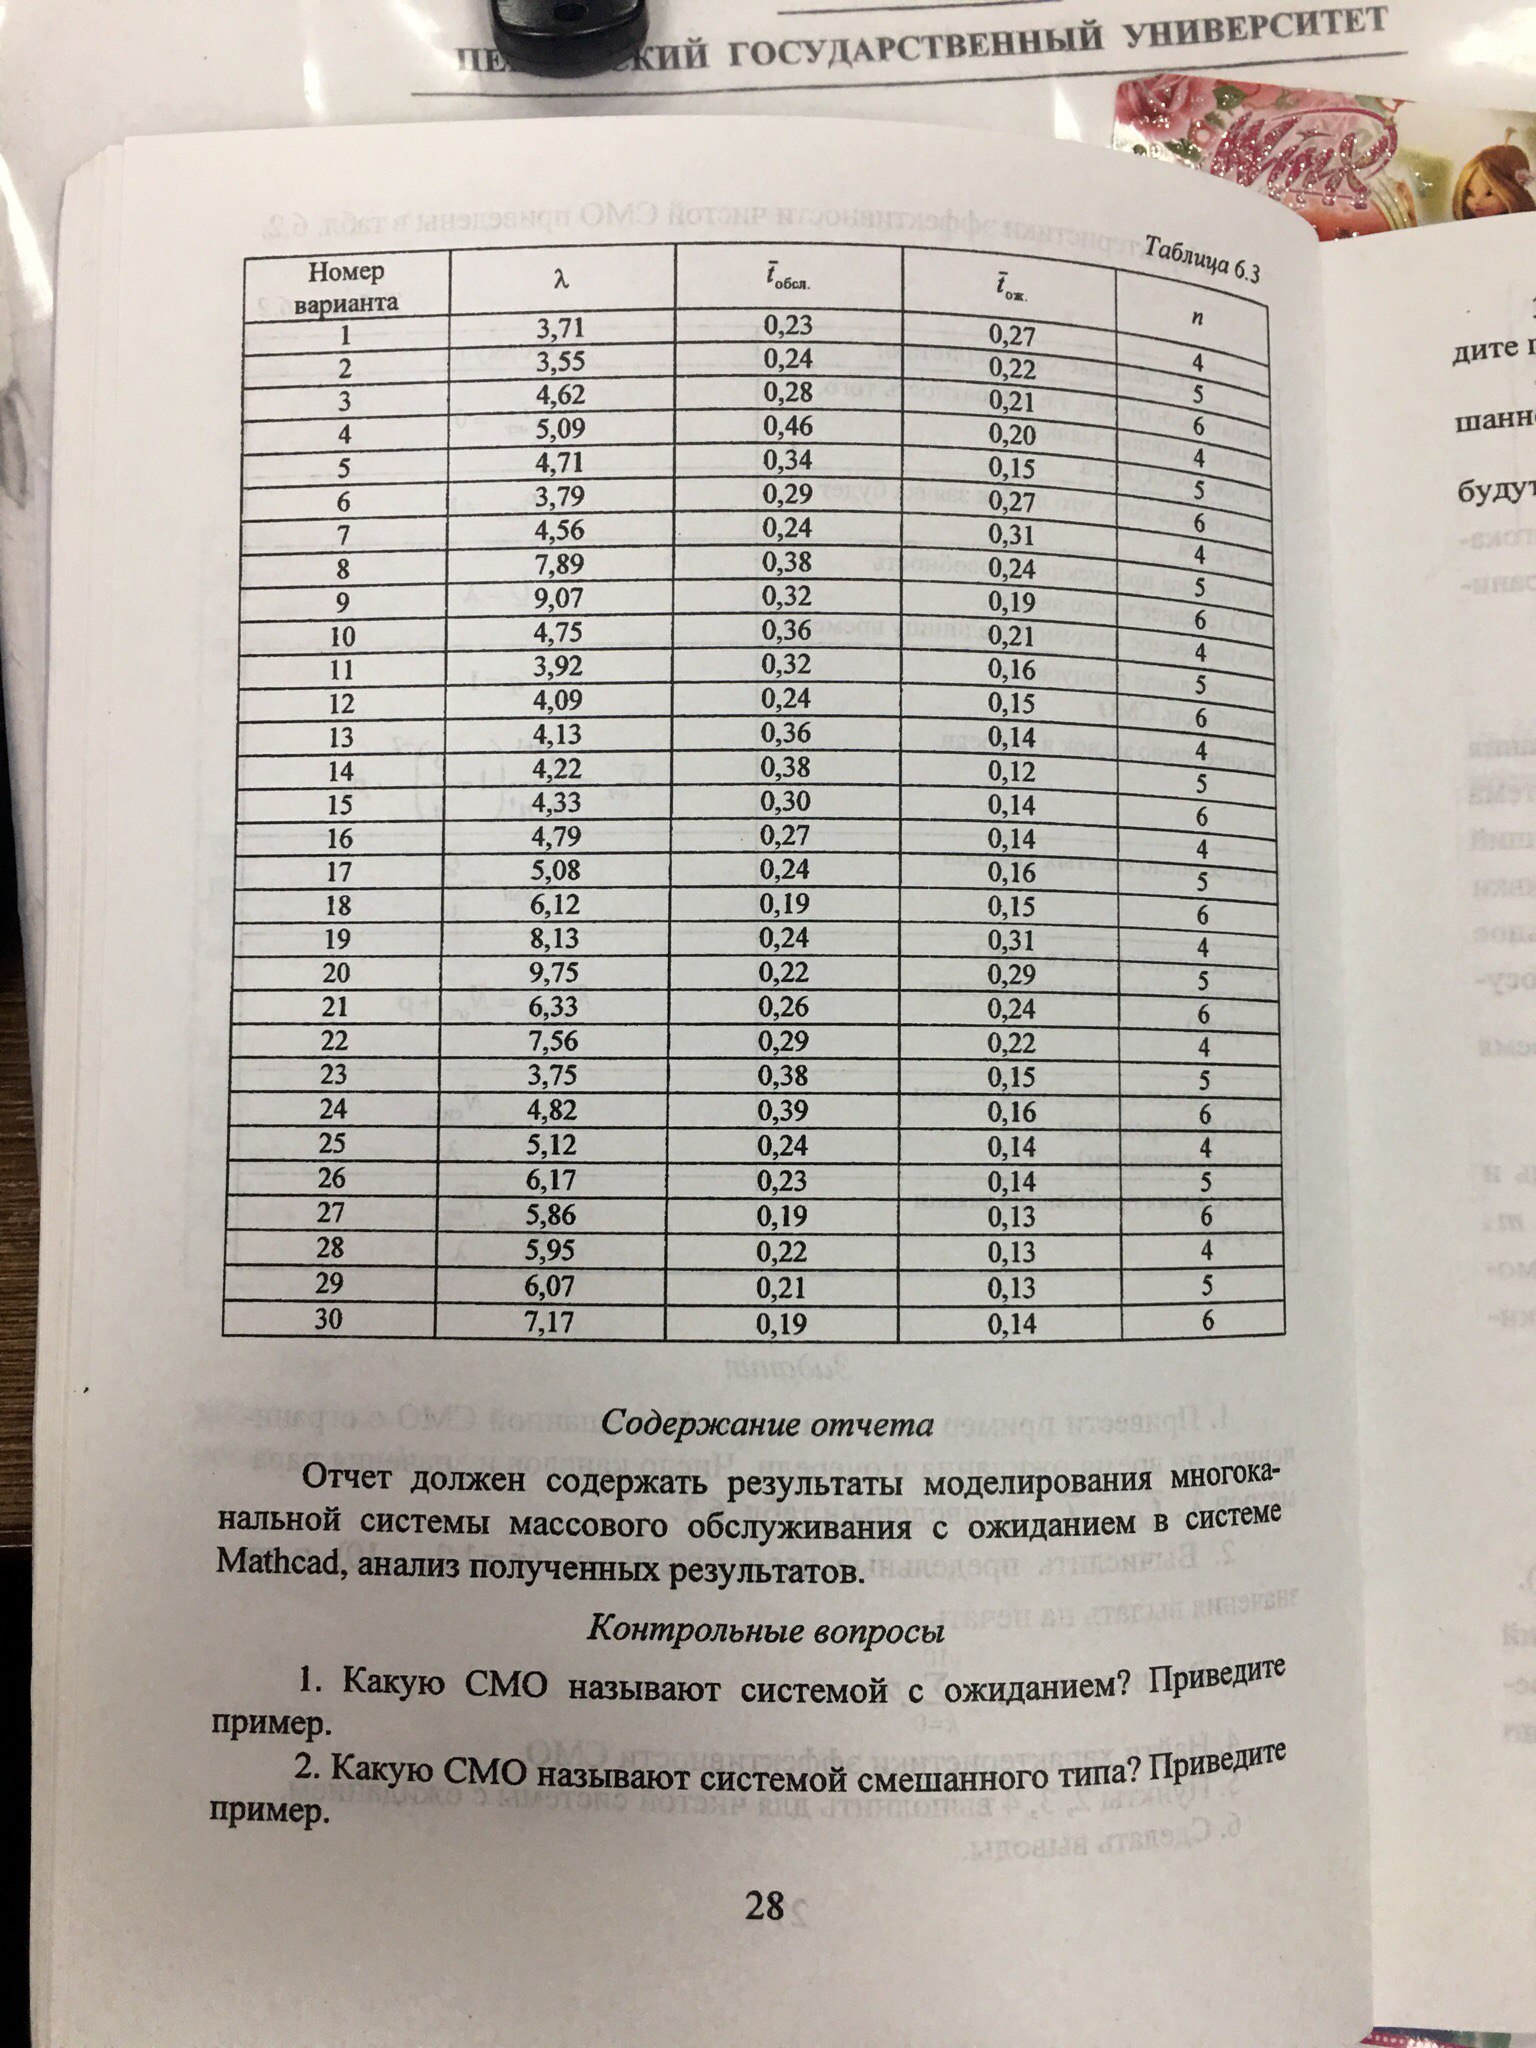 ГОСУДАРСТВЕННЫЙ УНИВЕРСИТЕТ
Таблица 6.3
Номер варианта λ t̄обсл. t̄ож. n
1 3,71 0,23 0,27 4
2 3,55 0,24 0,22 5
3 4,62 0,28 0,21 6
4 5,09 0,46 0,20 4
5 4,71 0,34 0,15 5
6 3,79 0,29 0,27 6
7 4,56 0,24 0,31 4
8 7,89 0,38 0,24 5
9 9,07 0,32 0,19 6
10 4,75 0,36 0,21 4
11 3,92 0,32 0,16 5
12 4,09 0,24 0,15 6
13 4,13 0,36 0,14 4
14 4,22 0,38 0,12 5
15 4,33 0,30 0,14 6
16 4,79 0,27 0,14 4
17 5,08 0,24 0,16 5
18 6,12 0,19 0,15 6
19 8,13 0,24 0,31 4
20 9,75 0,22 0,29 5
21 6,33 0,26 0,24 6
22 7,56 0,29 0,22 4
23 3,75 0,38 0,15 5
24 4,82 0,39 0,16 6
25 5,12 0,24 0,14 4
26 6,17 0,23 0,14 5
27 5,86 0,19 0,13 6
28 5,95 0,22 0,13 4
29 6,07 0,21 0,13 5
30 7,17 0,19 0,14 6
Содержание отчета
Отчет должен содержать результаты моделирования многока-
нальной системы массового обслуживания с ожиданием в системе
Mathcad, анализ полученных результатов.
Контрольные вопросы
1. Какую СМО называют системой с ожиданием? Приведите
пример.
2. Какую СМО называют системой смешанного типа? Приведите
пример.
28
дите
будут